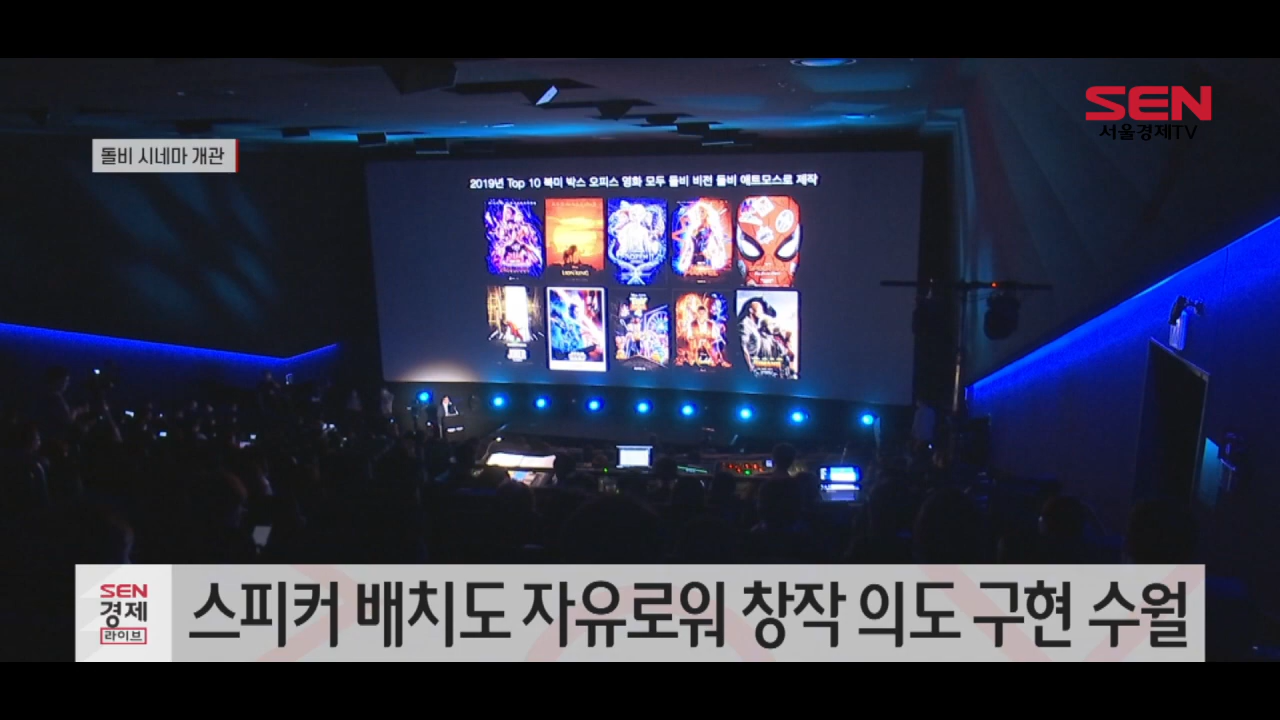 SEN
서울경제TV
돌비 시네마 개관
2019년 Top 10 북미 박스 오피스 영화 모두 돌비 비전 돌비 애트모스로 제작
SEN
경제
라이브
스피커 배치도 자유로워 창작 의도 구현 수월